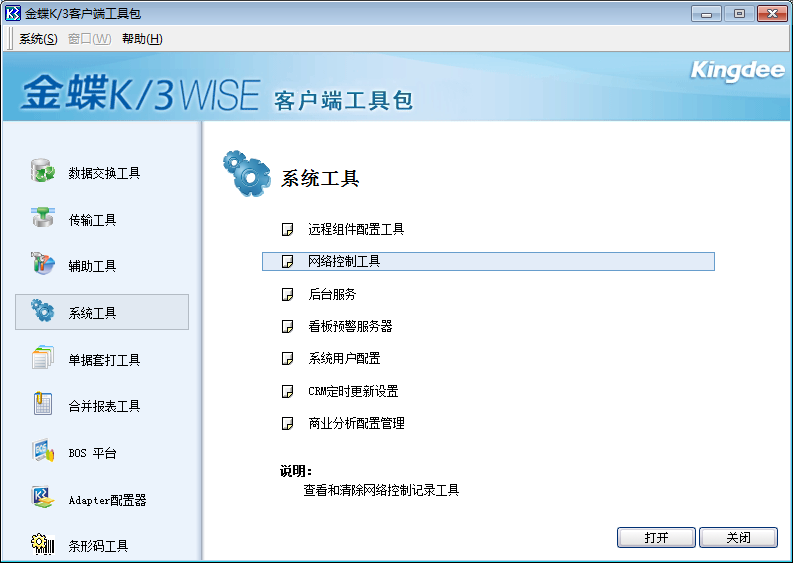 金蝶K/3客户端工具包
系统(S) 窗口(W) 帮助(H)
Kingdee
金蝶K/3 WISE 客户端工具包
数据交换工具
传输工具
辅助工具
系统工具
单据套打工具
合并报表工具
BOS 平台
Adapter配置器
条形码工具
系统工具
远程组件配置工具
网络控制工具
后台服务
看板预警服务器
系统用户配置
CRM定时更新设置
商业分析配置管理
说明:
查看和清除网络控制记录工具
打开 关闭